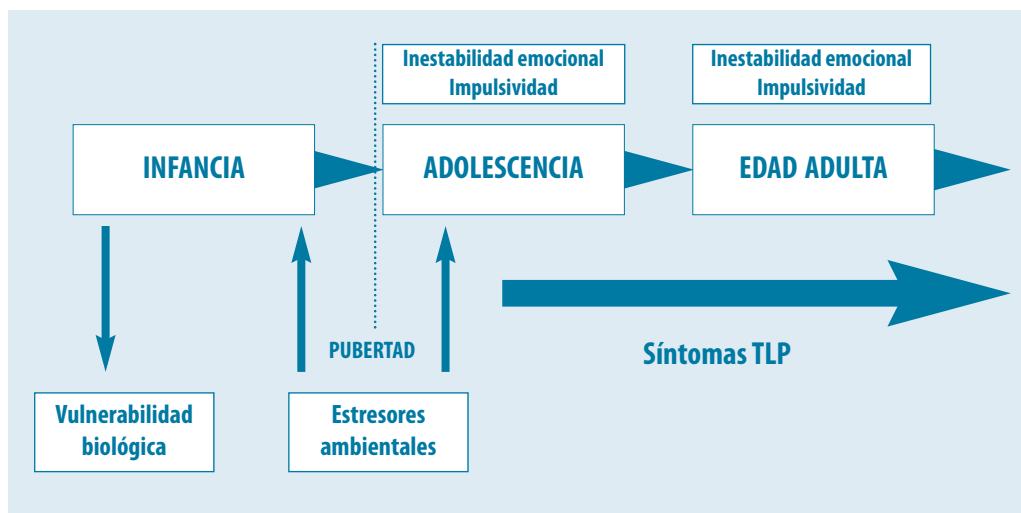 Inestabilidad emocional
Impulsividad
Inestabilidad emocional
Impulsividad
INFANCIA
ADOLESCENCIA
EDAD ADULTA
PUBERTAD
Síntomas TLP
Vulnerabilidad
biológica
Estresores
ambientales